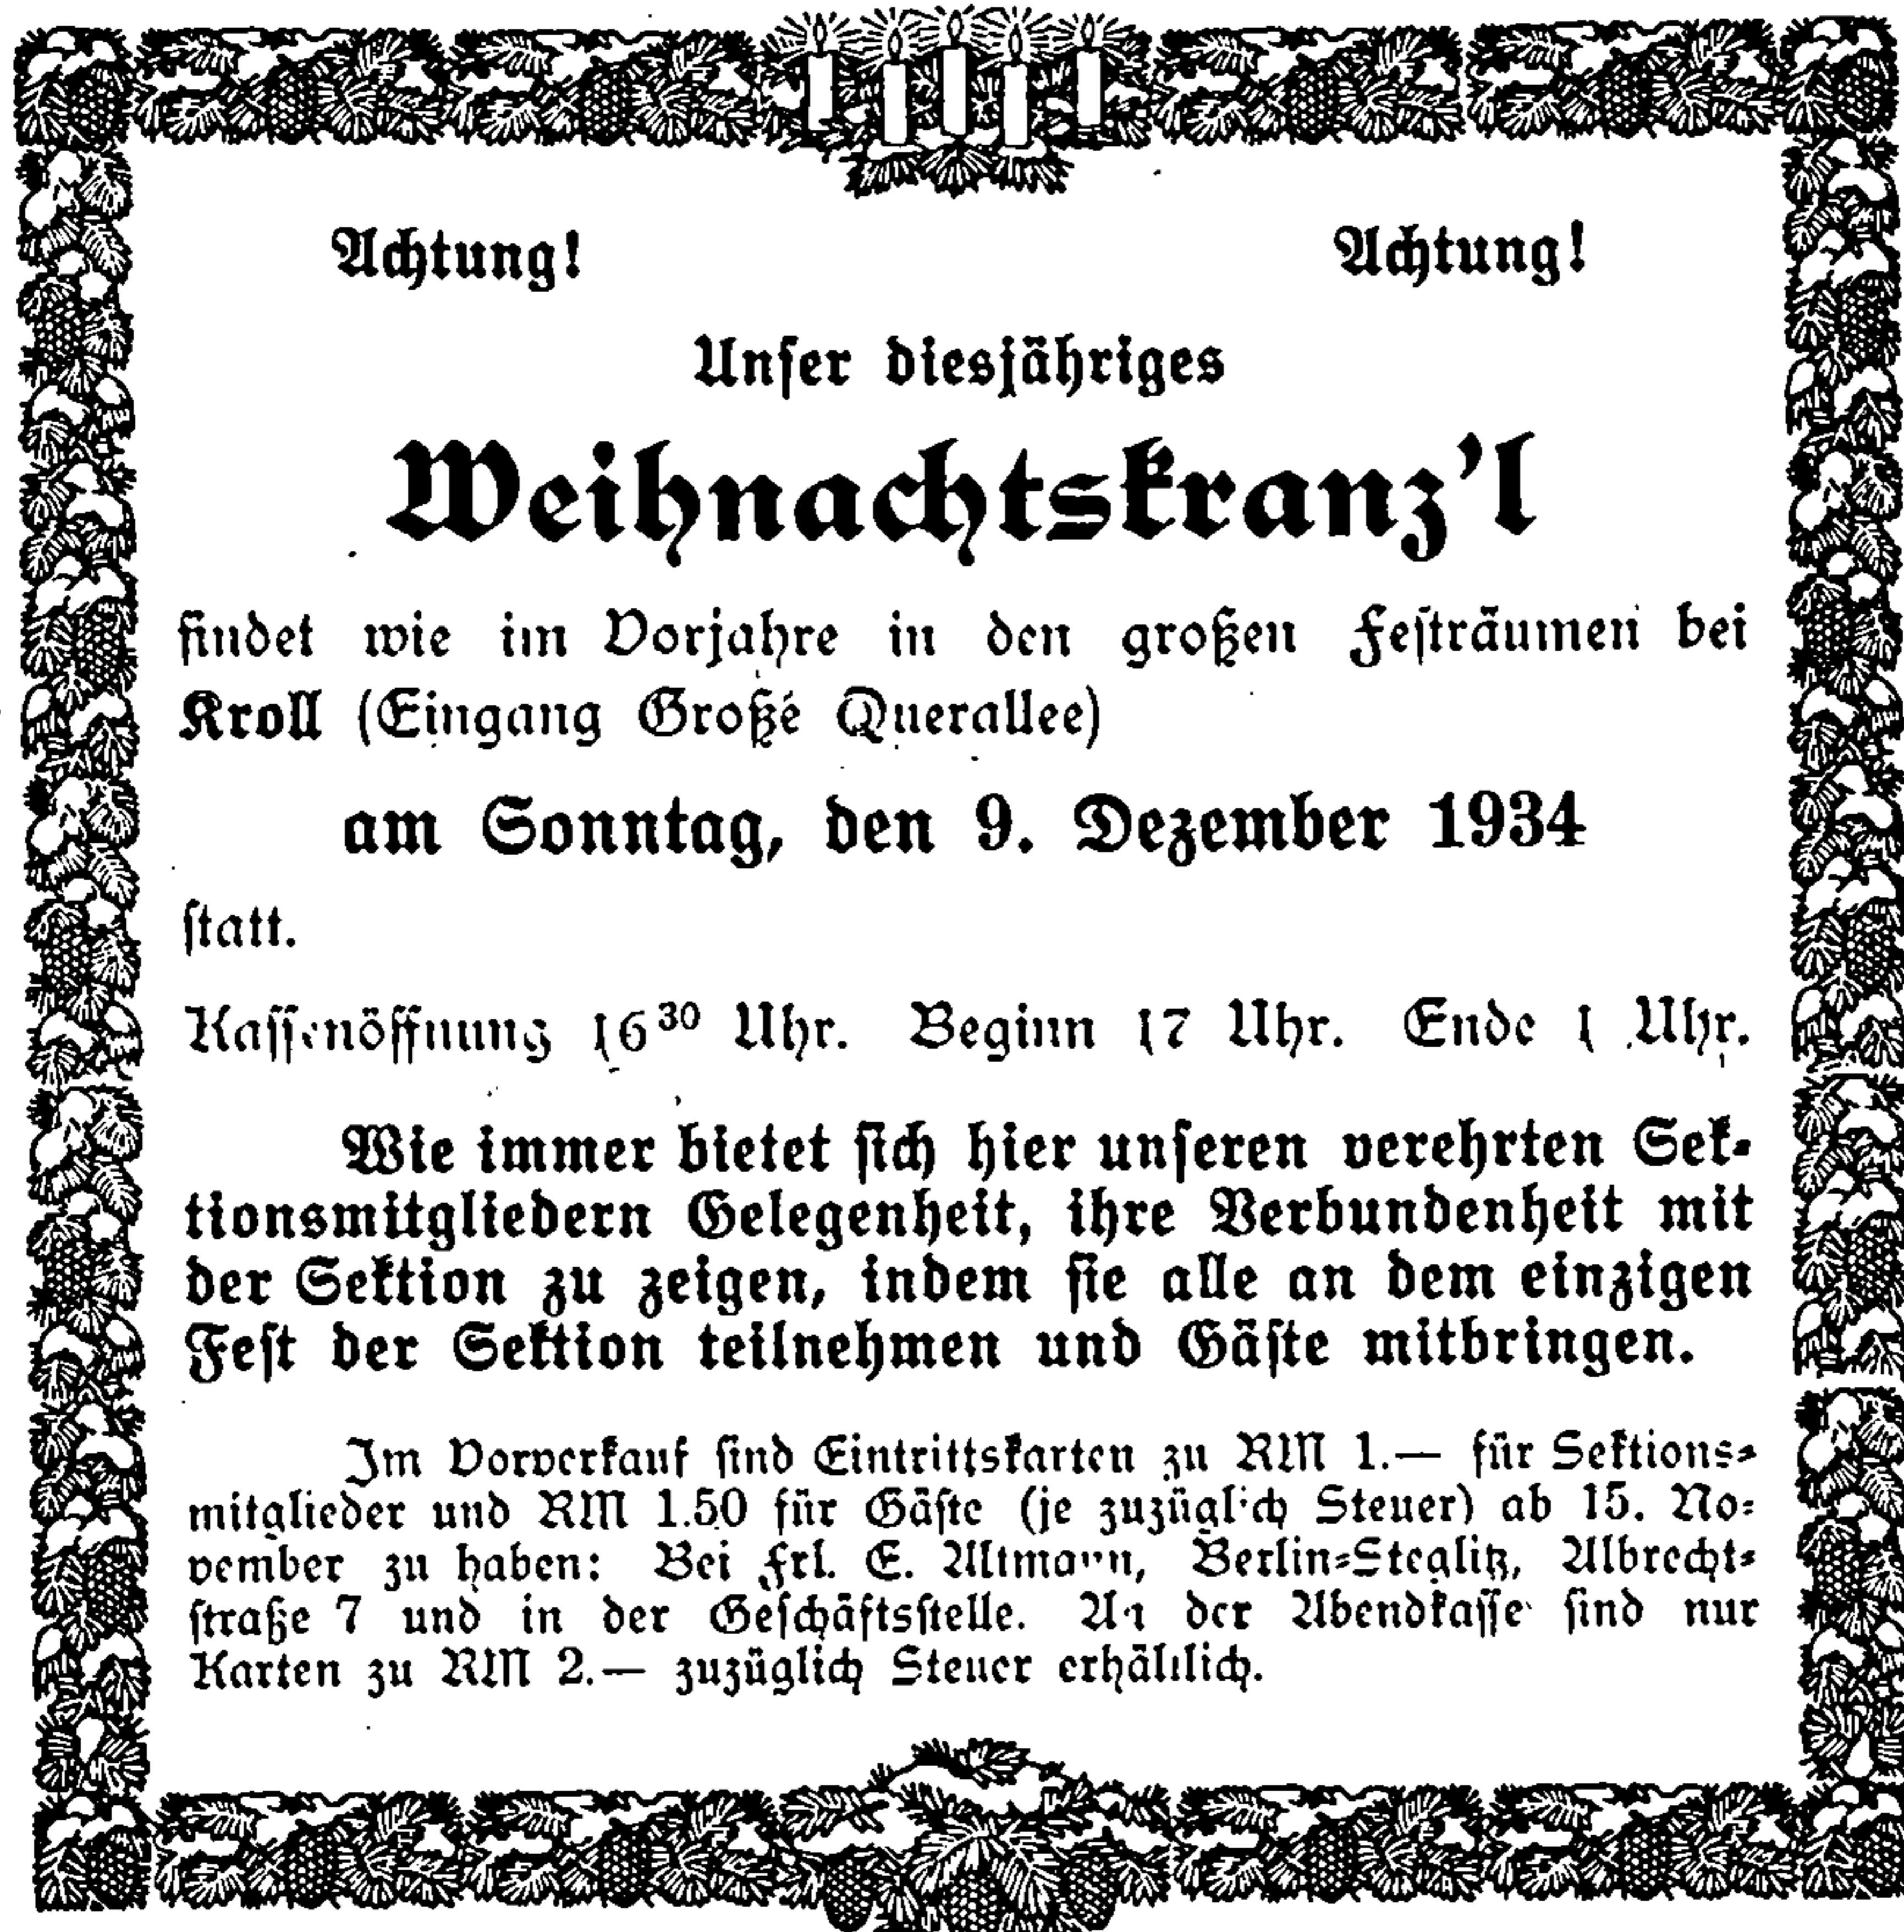 Achtung! Achtung!
Unser diesjähriges
Weihnachtskranz'l
findet wie im Vorjahre in den großen Festräumen bei
Kroll (Eingang Große Querallee)
am Sonntag, den 9. Dezember 1934
statt.
Kassenöffnung 16³⁰ Uhr. Beginn 17 Uhr. Ende 1 Uhr.
Wie immer bietet sich hier unseren verehrten Sek-
tionsmitgliedern Gelegenheit, ihre Verbundenheit mit
der Sektion zu zeigen, indem sie alle an dem einzigen
Fest der Sektion teilnehmen und Gäste mitbringen.
Im Vorverkauf sind Eintrittskarten zu RM 1.— für Sektions-
mitglieder und RM 1.50 für Gäste (je zuzüglich Steuer) ab 15. No-
vember zu haben: Bei Frl. E. Altmann, Berlin-Steglitz, Albrecht-
straße 7 und in der Geschäftsstelle. An der Abendkasse sind nur
Karten zu RM 2.— zuzüglich Steuer erhältlich.